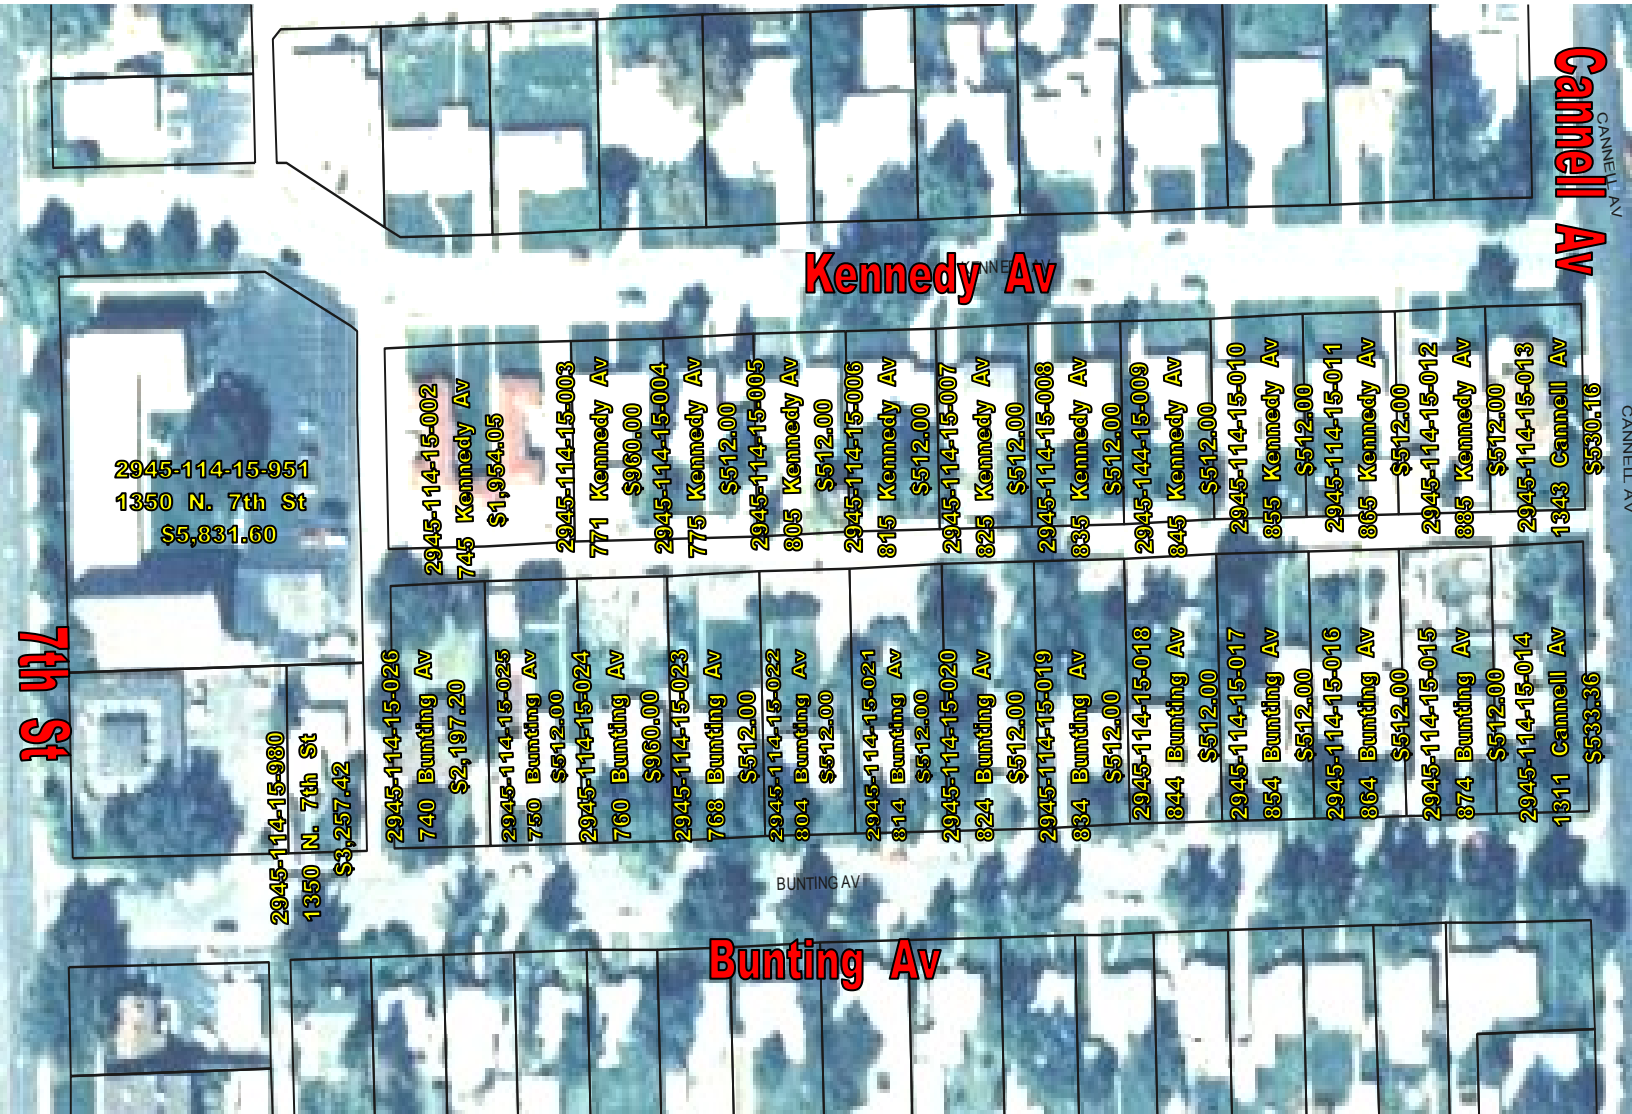 Cannell Av
CANNELL AV
Kennedy Av
KENNEDY AV
CANNELL AV
7th St
2945-114-15-951
1350 N. 7th St
$5,831.60
2945-114-15-002
745 Kennedy Av
$1,954.05
2945-114-15-003
771 Kennedy Av
$960.00
2945-114-15-004
775 Kennedy Av
$512.00
2945-114-15-005
805 Kennedy Av
$512.00
2945-114-15-006
815 Kennedy Av
$512.00
2945-114-15-007
825 Kennedy Av
$512.00
2945-114-15-008
835 Kennedy Av
$512.00
2945-144-15-009
845 Kennedy Av
$512.00
2945-114-15-010
855 Kennedy Av
$512.00
2945-114-15-011
865 Kennedy Av
$512.00
2945-114-15-012
885 Kennedy Av
$512.00
2945-114-15-013
1343 Cannell Av
$530.16
2945-114-15-980
1350 N. 7th St
$3,257.42
2945-114-15-026
740 Bunting Av
$2,197.20
2945-114-15-025
750 Bunting Av
$512.00
2945-114-15-024
760 Bunting Av
$960.00
2945-114-15-023
768 Bunting Av
$512.00
2945-114-15-022
804 Bunting Av
$512.00
2945-114-15-021
814 Bunting Av
$512.00
2945-114-15-020
824 Bunting Av
$512.00
2945-114-15-019
834 Bunting Av
$512.00
2945-114-15-018
844 Bunting Av
$512.00
2945-114-15-017
854 Bunting Av
$512.00
2945-114-15-016
864 Bunting Av
$512.00
2945-114-15-015
874 Bunting Av
$512.00
2945-114-15-014
1311 Cannell Av
$533.36
BUNTING AV
Bunting Av